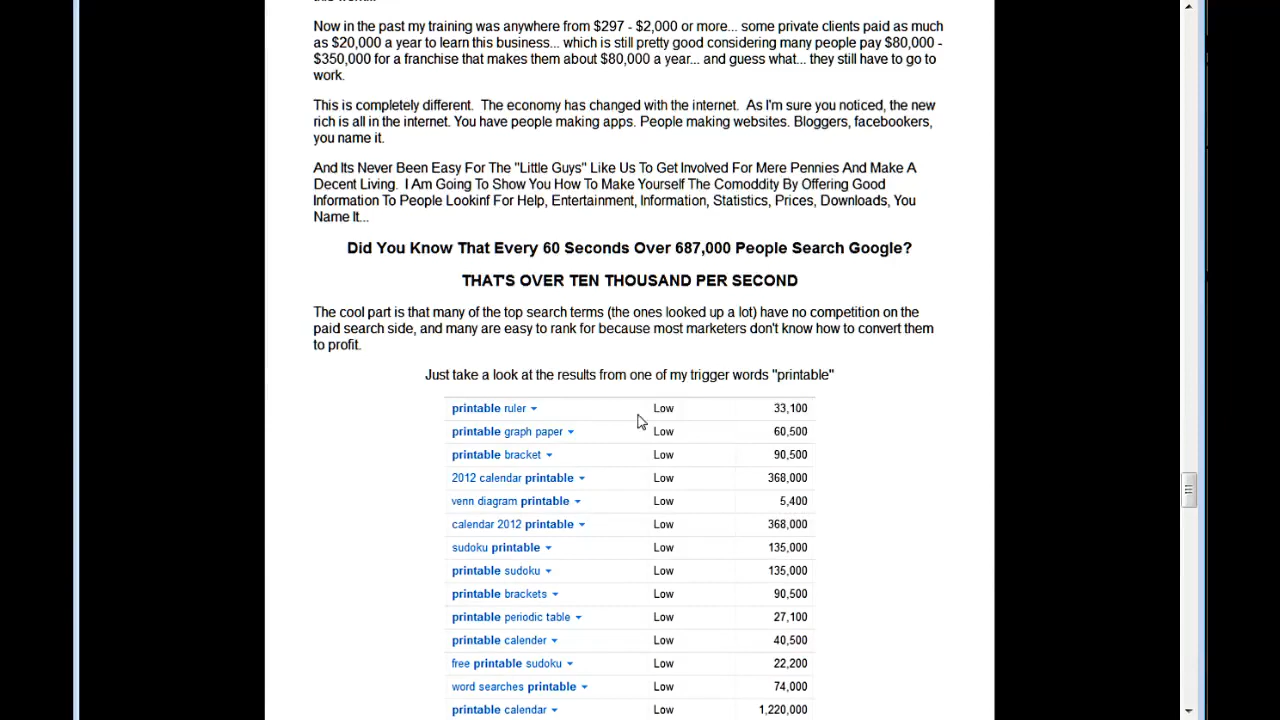 Now in the past my training was anywhere from $297 - $2,000 or more... some private clients paid as much
as $20,000 a year to learn this business... which is still pretty good considering many people pay $80,000 -
$350,000 for a franchise that makes them about $80,000 a year... and guess what... they still have to go to
work.
This is completely different.  The economy has changed with the internet.  As I'm sure you noticed, the new
rich is all in the internet. You have people making apps. People making websites. Bloggers, facebookers,
you name it.
And Its Never Been Easy For The "Little Guys" Like Us To Get Involved For Mere Pennies And Make A
Decent Living.  I Am Going To Show You How To Make Yourself The Comoddity By Offering Good
Information To People Lookinf For Help, Entertainment, Information, Statistics, Prices, Downloads, You
Name It...
Did You Know That Every 60 Seconds Over 687,000 People Search Google?
THAT'S OVER TEN THOUSAND PER SECOND
The cool part is that many of the top search terms (the ones looked up a lot) have no competition on the
paid search side, and many are easy to rank for because most marketers don't know how to convert them
to profit.
Just take a look at the results from one of my trigger words "printable"
printable ruler Low 33,100
printable graph paper Low 60,500
printable bracket Low 90,500
2012 calendar printable Low 368,000
venn diagram printable Low 5,400
calendar 2012 printable Low 368,000
sudoku printable Low 135,000
printable sudoku Low 135,000
printable brackets Low 90,500
printable periodic table Low 27,100
printable calender Low 40,500
free printable sudoku Low 22,200
word searches printable Low 74,000
printable calendar Low 1,220,000